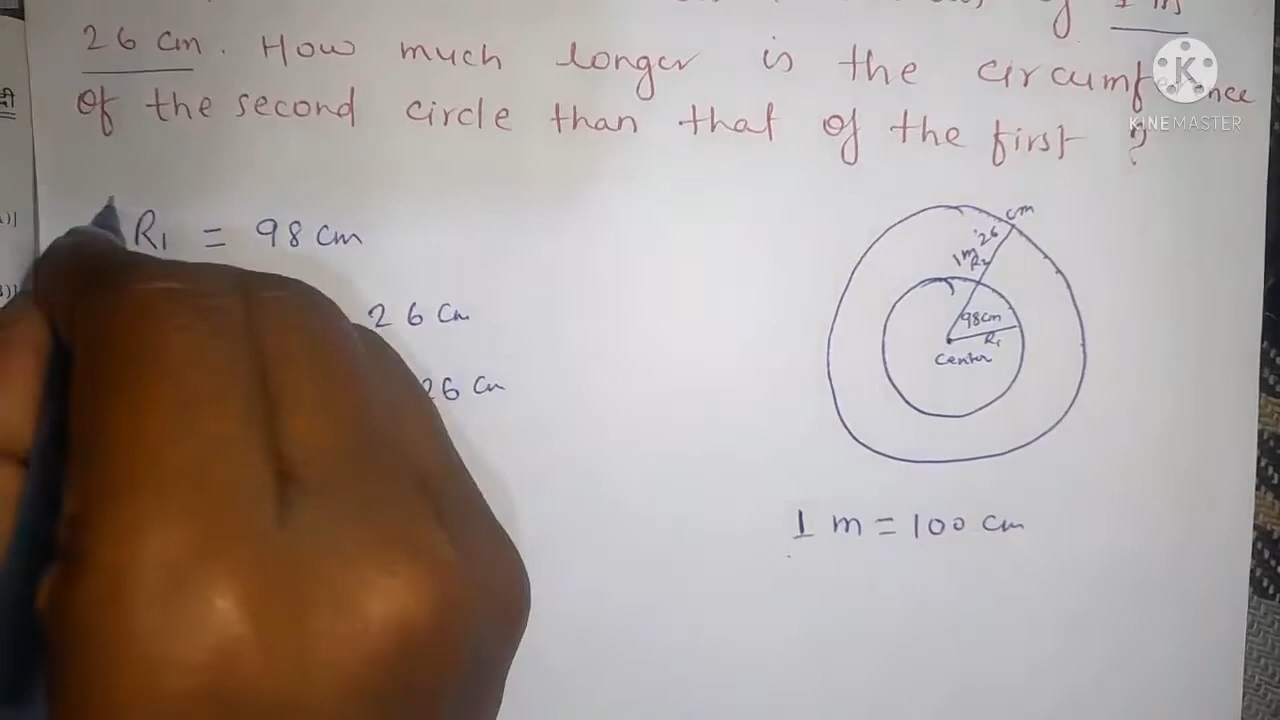 1 m
26 cm. How much longer is the circumference
of the second circle than that of the first ?
KINEMASTER
R1 = 98 cm
26 cm
26 cm
cm
26
1m
R2
98cm
R1
Center
1 m = 100 cm